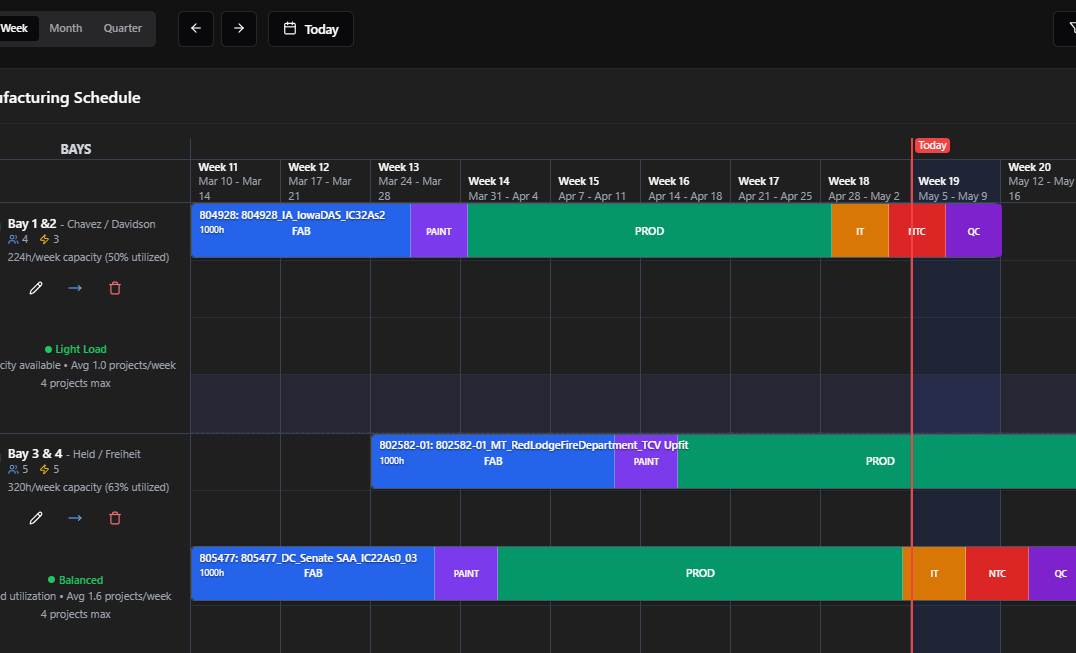 Week Month Quarter Today
ufacturing Schedule
BAYS
Today
Week 11
Mar 10 - Mar
14
Week 12
Mar 17 - Mar
21
Week 13
Mar 24 - Mar
28
Week 14
Mar 31 - Apr 4
Week 15
Apr 7 - Apr 11
Week 16
Apr 14 - Apr 18
Week 17
Apr 21 - Apr 25
Week 18
Apr 28 - May 2
Week 19
May 5 - May 9
Week 20
May 12 - May
16
Bay 1 &2 - Chavez / Davidson
4 3
224h/week capacity (50% utilized)
Light Load
city available • Avg 1.0 projects/week
4 projects max
804928: 804928_IA_IowaDAS_IC32As2
1000h FAB PAINT PROD IT NTC QC
Bay 3 & 4 - Held / Freiheit
5 5
320h/week capacity (63% utilized)
Balanced
d utilization • Avg 1.6 projects/week
4 projects max
802582-01: 802582-01_MT_RedLodgeFireDepartment_TCV Upfit
1000h FAB PAINT PROD
805477: 805477_DC_Senate SAA_IC22As0_03
1000h FAB PAINT PROD IT NTC QC